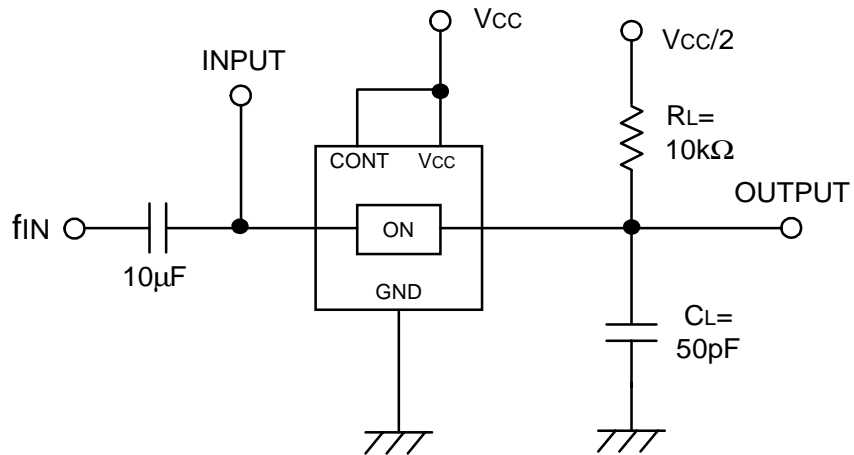 VCC
VCC/2
INPUT
RL=
10kΩ
CONT
VCC
OUTPUT
fIN
ON
10μF
GND
CL=
50pF